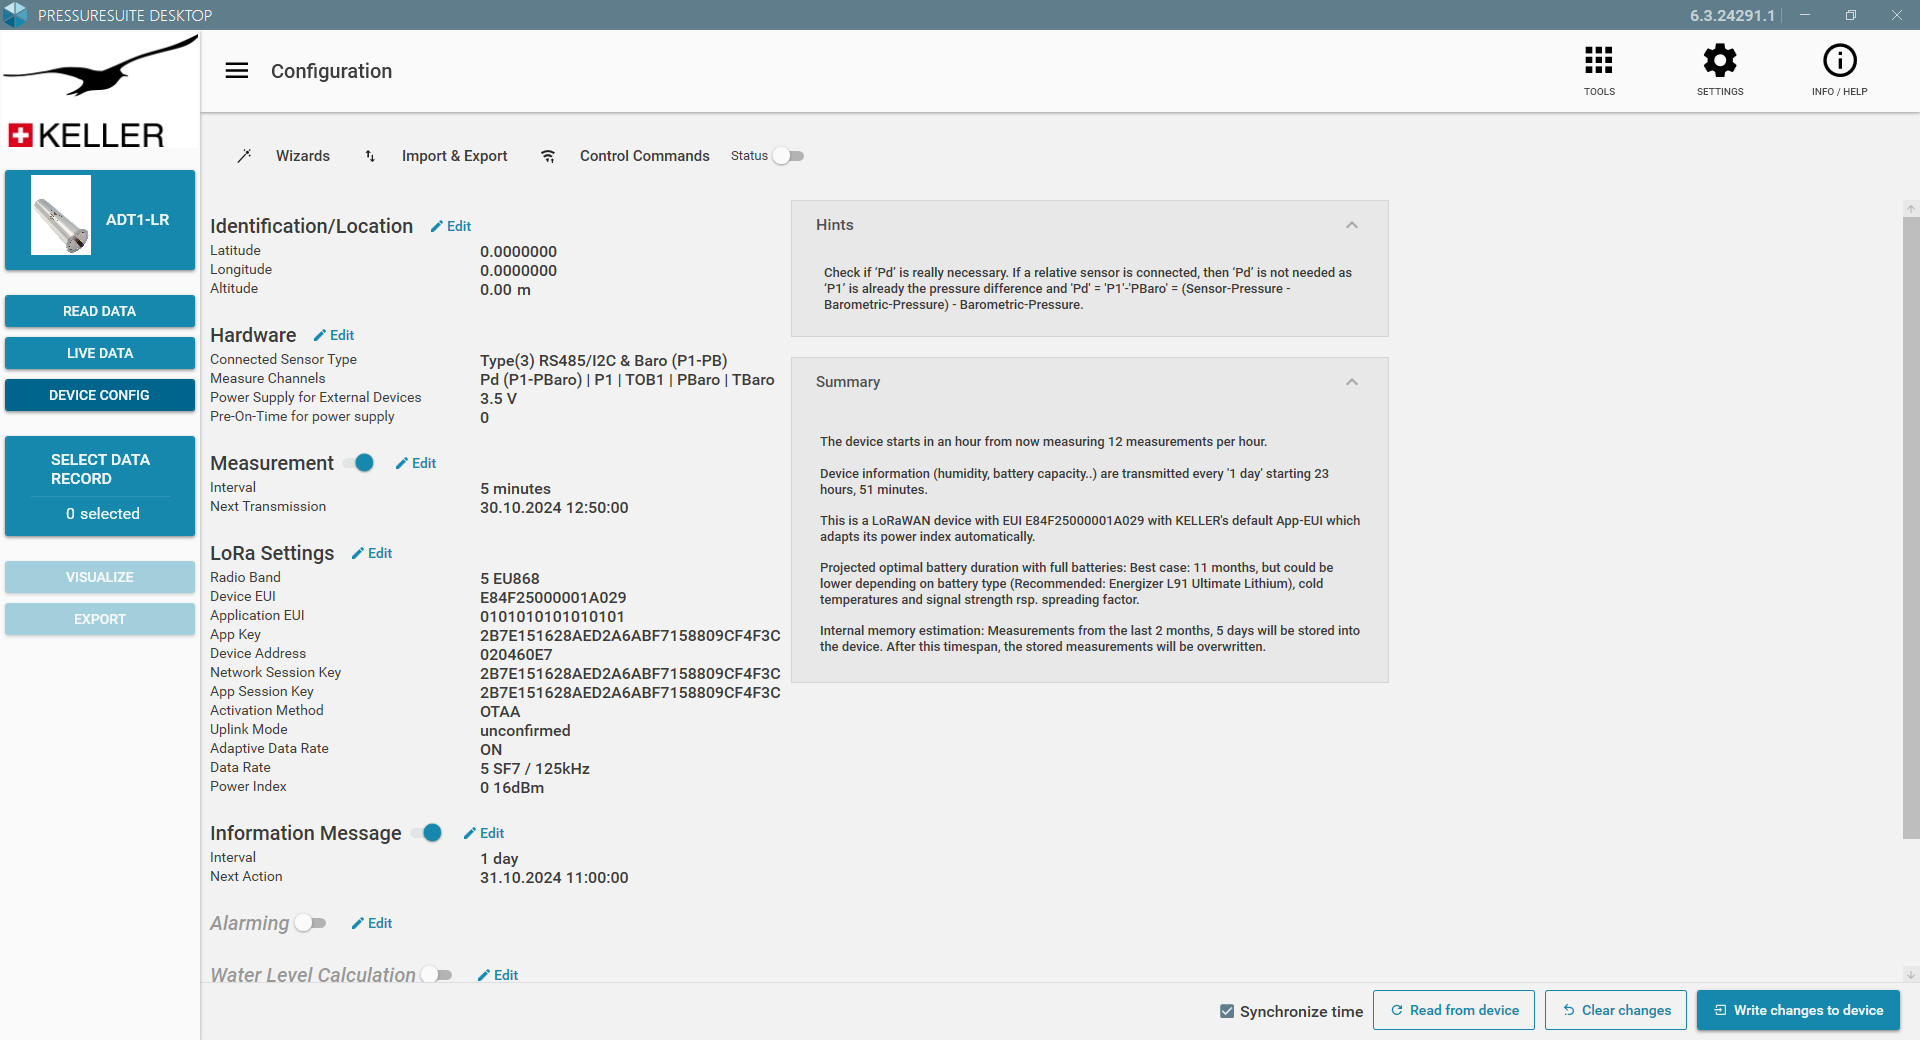 PRESSURESUITE DESKTOP
6.3.24291.1
KELLER
Configuration
TOOLS
SETTINGS
INFO / HELP
Wizards
Import & Export
Control Commands
Status
ADT1-LR
READ DATA
LIVE DATA
DEVICE CONFIG
SELECT DATA
RECORD
0 selected
VISUALIZE
EXPORT
Identification/Location Edit
Latitude 0.0000000
Longitude 0.0000000
Altitude 0.00 m
Hardware Edit
Connected Sensor Type Type(3) RS485/I2C & Baro (P1-PB)
Measure Channels Pd (P1-PBaro) | P1 | TOB1 | PBaro | TBaro
Power Supply for External Devices 3.5 V
Pre-On-Time for power supply 0
Measurement Edit
Interval 5 minutes
Next Transmission 30.10.2024 12:50:00
LoRa Settings Edit
Radio Band 5 EU868
Device EUI E84F25000001A029
Application EUI 0101010101010101
App Key 2B7E151628AED2A6ABF7158809CF4F3C
Device Address 020460E7
Network Session Key 2B7E151628AED2A6ABF7158809CF4F3C
App Session Key 2B7E151628AED2A6ABF7158809CF4F3C
Activation Method OTAA
Uplink Mode unconfirmed
Adaptive Data Rate ON
Data Rate 5 SF7 / 125kHz
Power Index 0 16dBm
Information Message Edit
Interval 1 day
Next Action 31.10.2024 11:00:00
Alarming Edit
Water Level Calculation Edit
Hints
Check if ‘Pd’ is really necessary. If a relative sensor is connected, then ‘Pd’ is not needed as
‘P1’ is already the pressure difference and 'Pd' = 'P1'-'PBaro' = (Sensor-Pressure -
Barometric-Pressure) - Barometric-Pressure.
Summary
The device starts in an hour from now measuring 12 measurements per hour.
Device information (humidity, battery capacity..) are transmitted every '1 day' starting 23
hours, 51 minutes.
This is a LoRaWAN device with EUI E84F25000001A029 with KELLER's default App-EUI which
adapts its power index automatically.
Projected optimal battery duration with full batteries: Best case: 11 months, but could be
lower depending on battery type (Recommended: Energizer L91 Ultimate Lithium), cold
temperatures and signal strength rsp. spreading factor.
Internal memory estimation: Measurements from the last 2 months, 5 days will be stored into
the device. After this timespan, the stored measurements will be overwritten.
Synchronize time
Read from device
Clear changes
Write changes to device